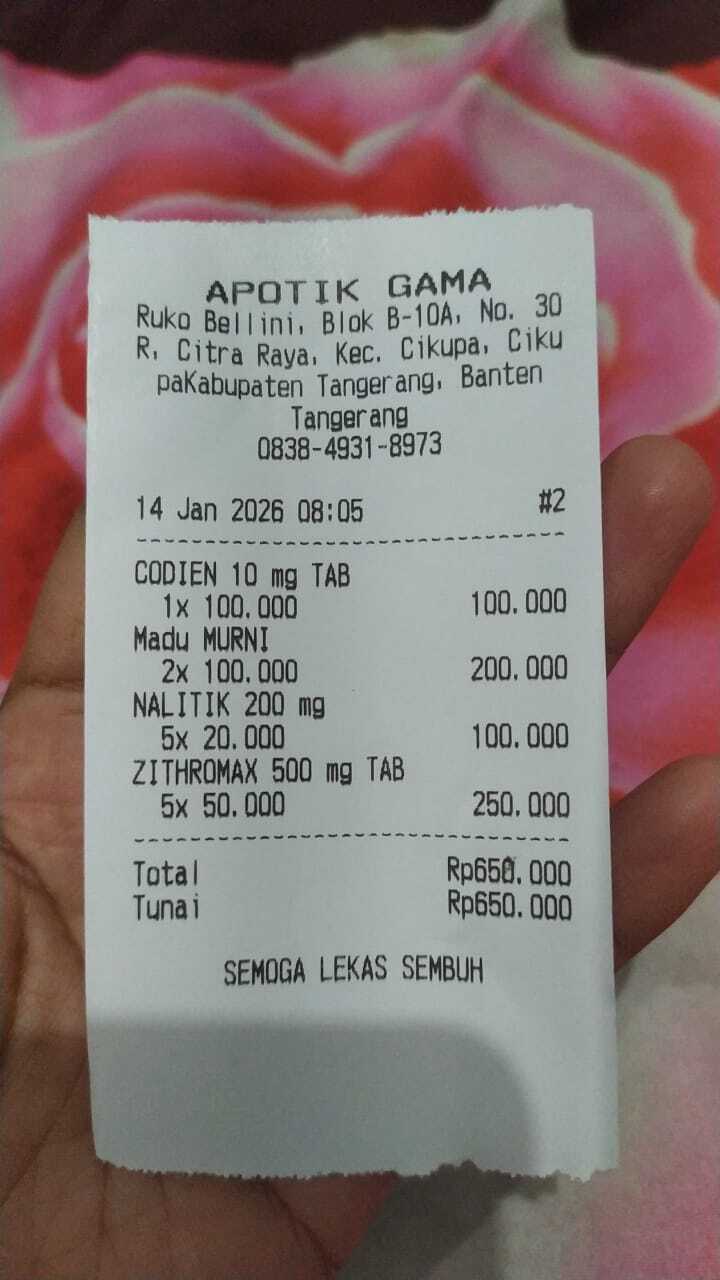 APOTIK GAMA
Ruko Bellini, Blok B-10A, No. 30
R, Citra Raya, Kec. Cikupa, Ciku
paKabupaten Tangerang, Banten
Tangerang
0838-4931-8973
14 Jan 2026 08:05 #2
CODIEN 10 mg TAB
1x 100.000 100.000
Madu MURNI
2x 100.000 200.000
NALITIK 200 mg
5x 20.000 100.000
ZITHROMAX 500 mg TAB
5x 50.000 250.000
Total Rp650.000
Tunai Rp650.000
SEMOGA LEKAS SEMBUH